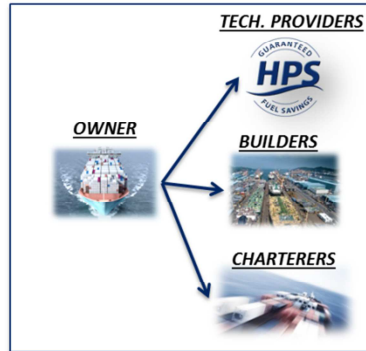 TECH. PROVIDERS
GUARANTEED
HPS
FUEL SAVINGS
OWNER
BUILDERS
CHARTERERS